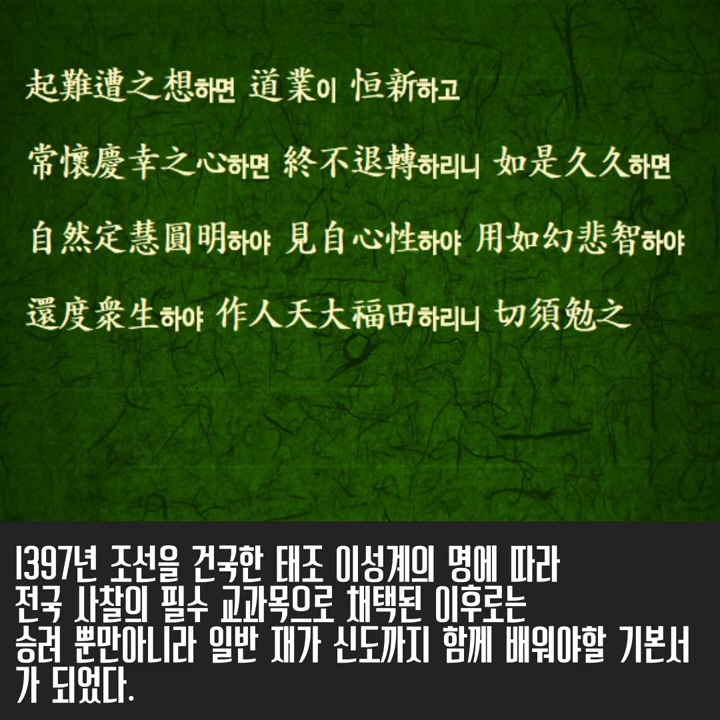 起難遭之想하면 道業이 恒新하고
常懷慶幸之心하면 終不退轉하리니 如是久久하면
自然定慧圓明하야 見自心性하야 用如幻悲智하야
還度衆生하야 作人天大福田하리니 切須勉之
1397년 조선을 건국한 태조 이성계의 명에 따라
전국 사찰의 필수 교과목으로 채택된 이후로는
승려 뿐만아니라 일반 재가 신도까지 함께 배워야할 기본서
가 되었다.